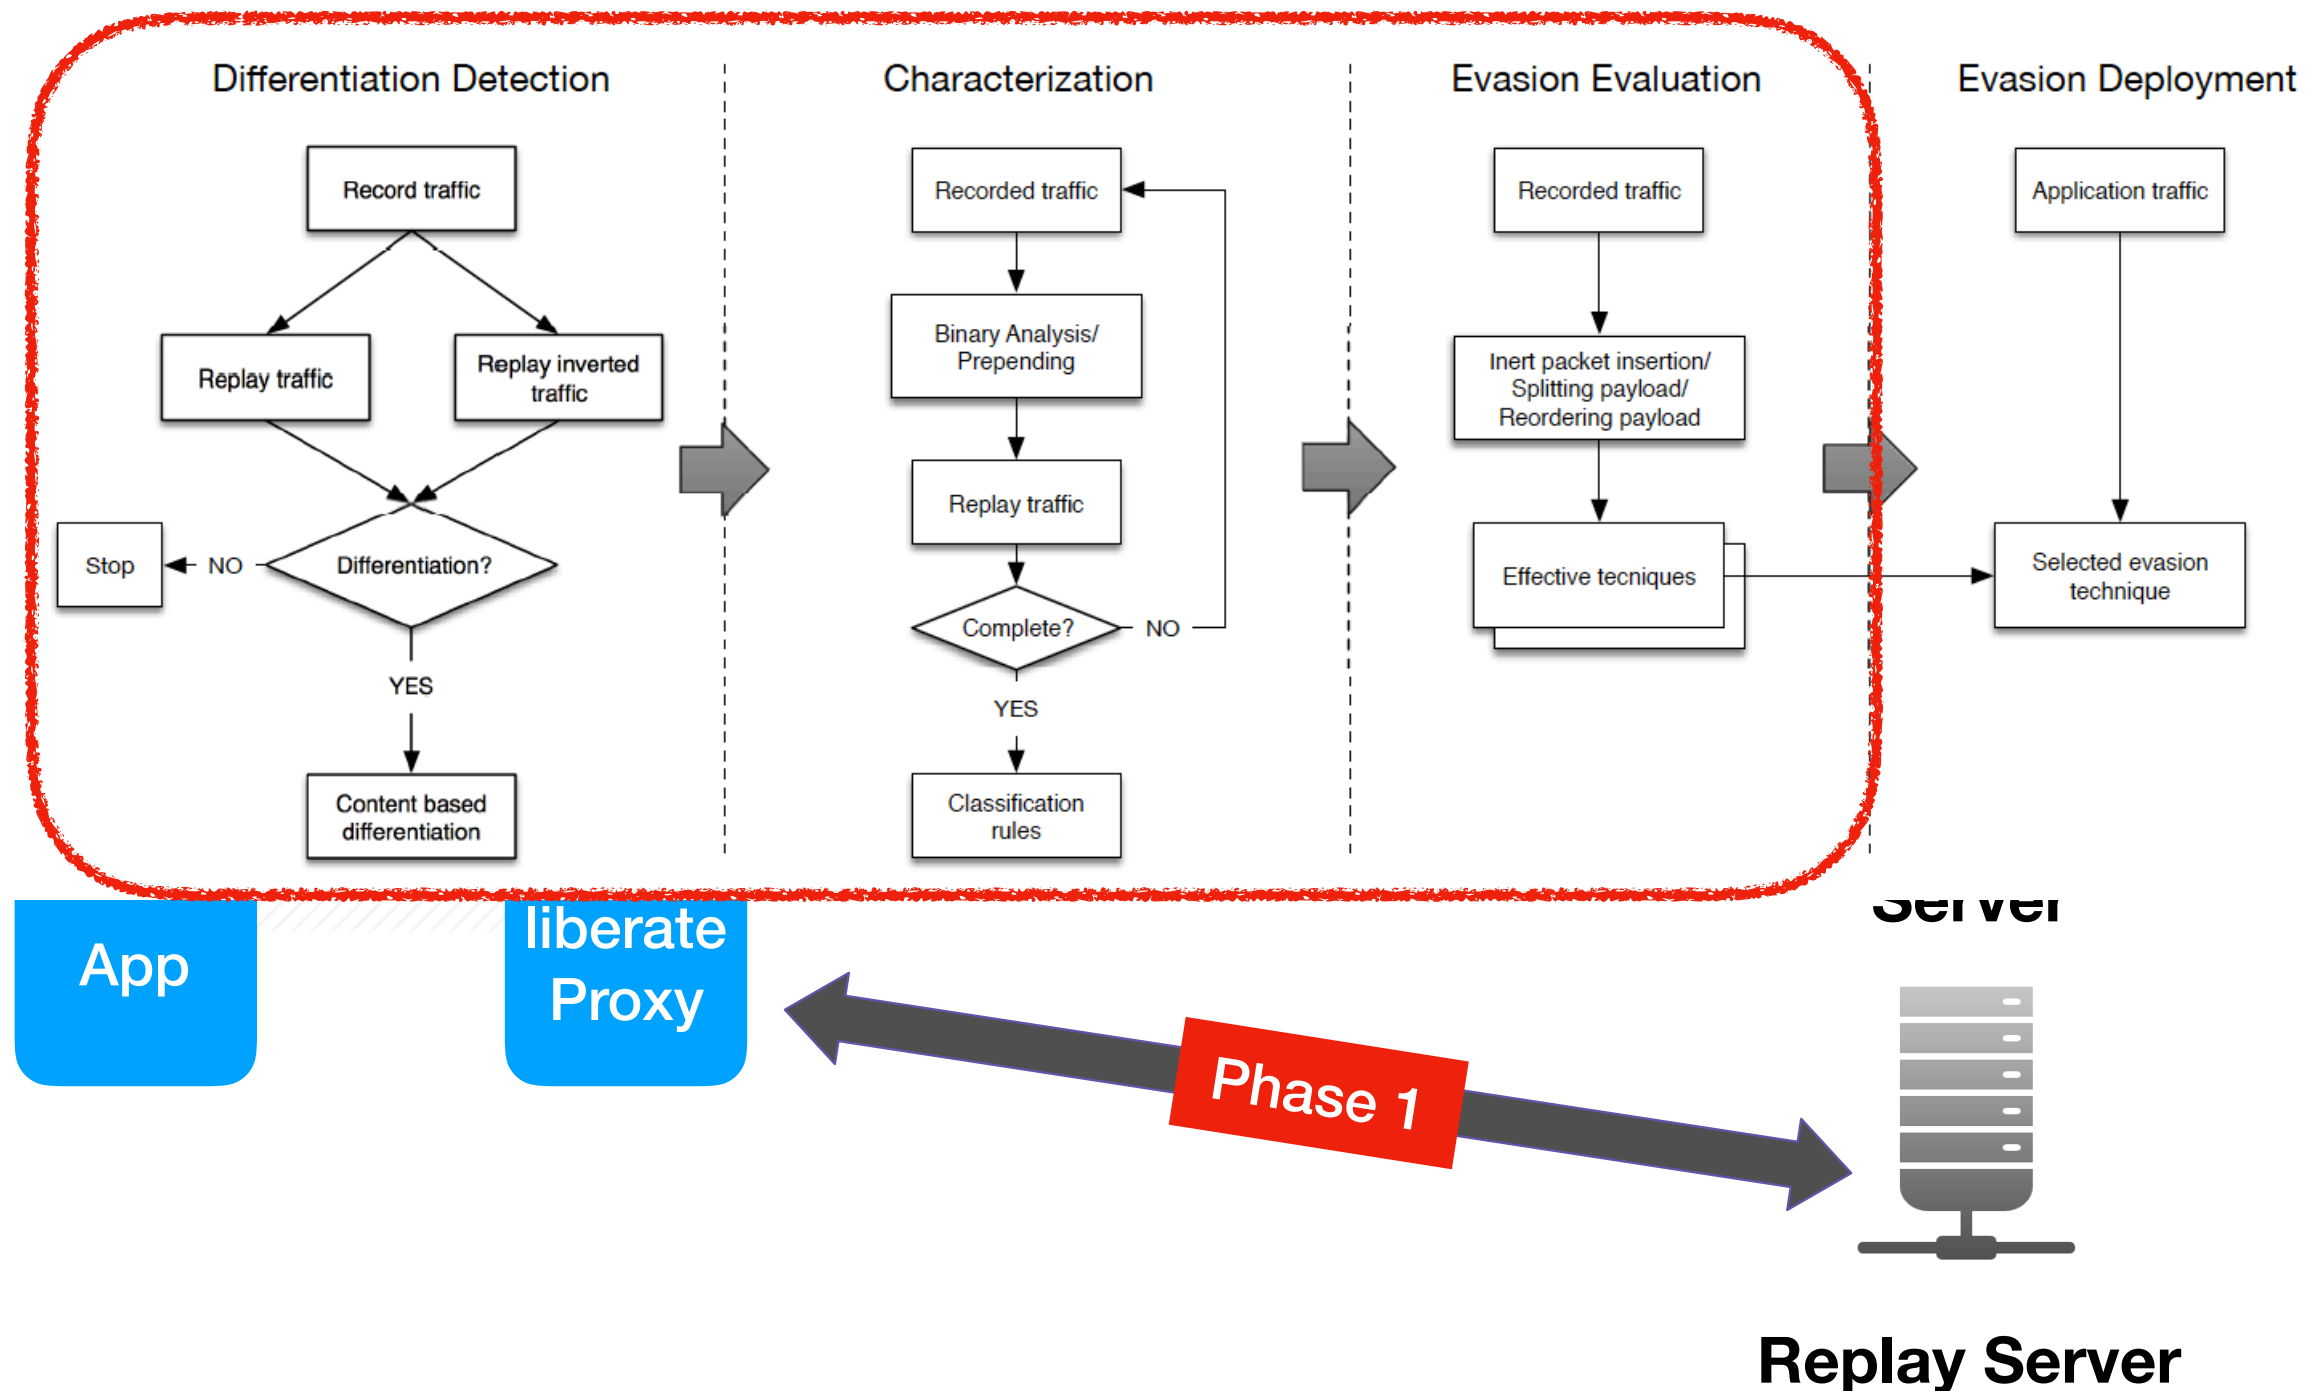 Differentiation Detection
Record traffic
Replay traffic
Replay inverted
traffic
Differentiation?
NO
Stop
YES
Content based
differentiation
Characterization
Recorded traffic
Binary Analysis/
Prepending
Replay traffic
Complete?
NO
YES
Classification
rules
Evasion Evaluation
Recorded traffic
Inert packet insertion/
Splitting payload/
Reordering payload
Effective tecniques
Evasion Deployment
Application traffic
Selected evasion
technique
App
liberate
Proxy
Phase 1
Server
Replay Server